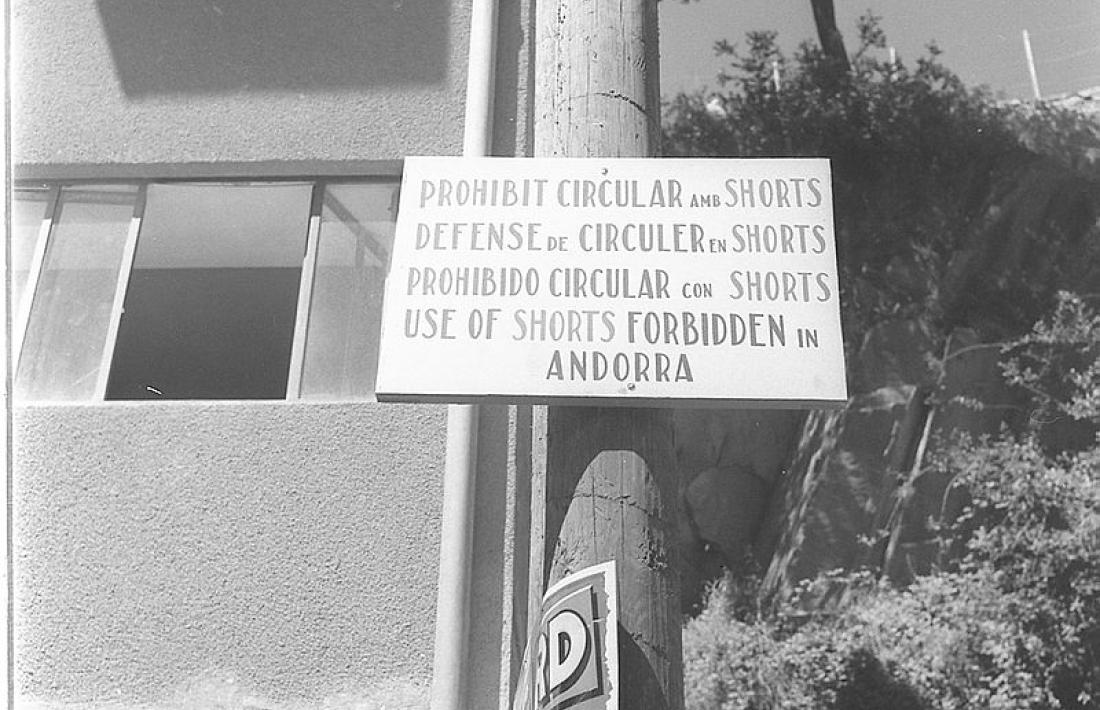 PROHIBIT CIRCULAR AMB SHORTS
DEFENSE DE CIRCULER EN SHORTS
PROHIBIDO CIRCULAR CON SHORTS
USE OF SHORTS FORBIDDEN IN
ANDORRA